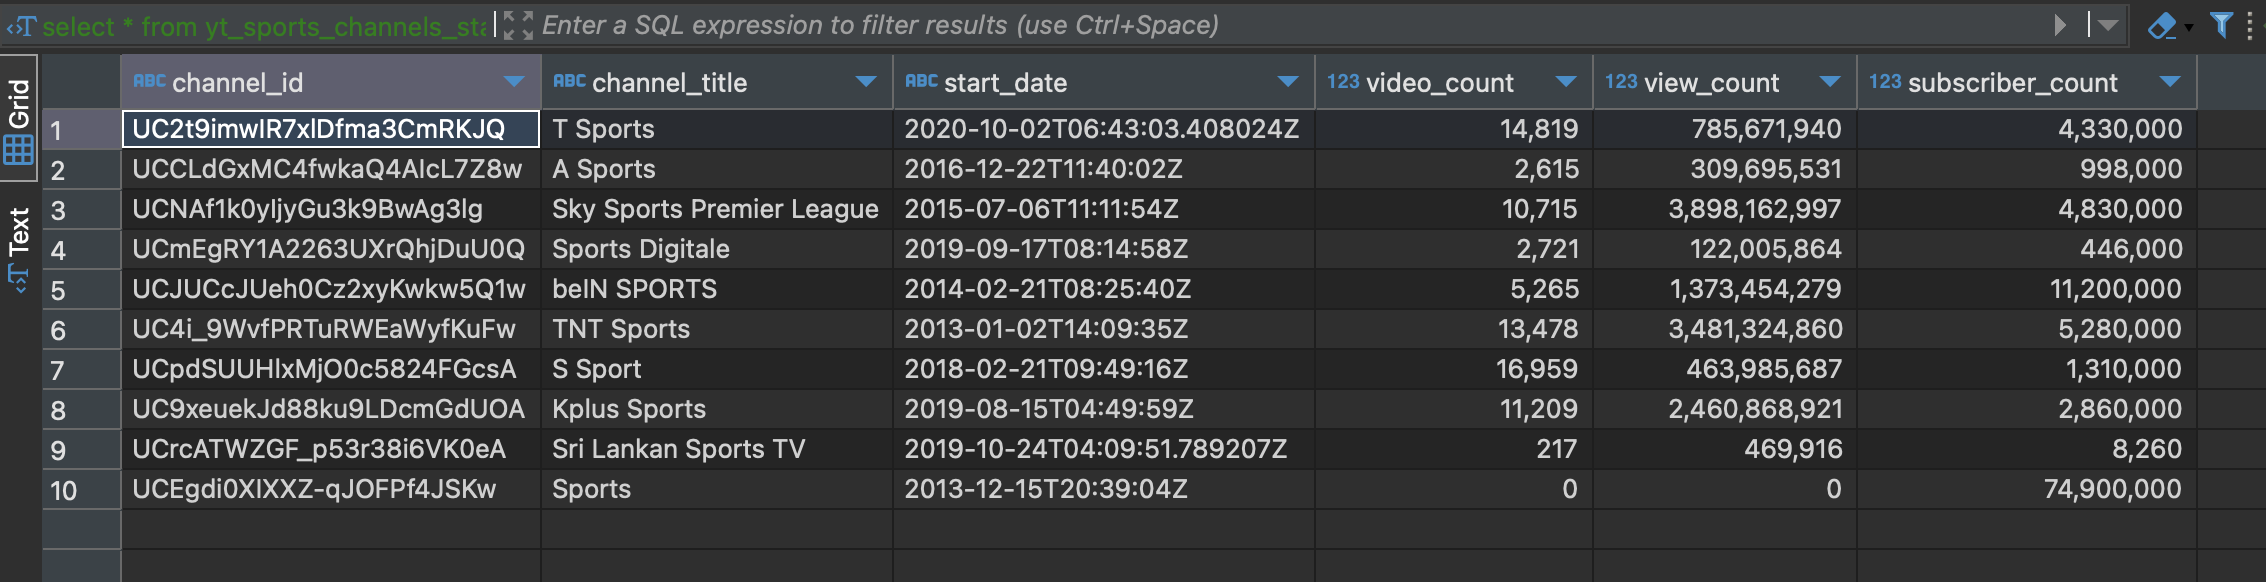 select * from yt_sports_channels_sta Enter a SQL expression to filter results (use Ctrl+Space)
Grid
Text
ABC channel_id ABC channel_title ABC start_date 123 video_count 123 view_count 123 subscriber_count
1 UC2t9imwIR7xlDfma3CmRKJQ T Sports 2020-10-02T06:43:03.408024Z 14,819 785,671,940 4,330,000
2 UCCLdGxMC4fwkaQ4AIcL7Z8w A Sports 2016-12-22T11:40:02Z 2,615 309,695,531 998,000
3 UCNAf1k0yIjyGu3k9BwAg3lg Sky Sports Premier League 2015-07-06T11:11:54Z 10,715 3,898,162,997 4,830,000
4 UCmEgRY1A2263UXrQhjDuU0Q Sports Digitale 2019-09-17T08:14:58Z 2,721 122,005,864 446,000
5 UCJUCcJUeh0Cz2xyKwkw5Q1w beIN SPORTS 2014-02-21T08:25:40Z 5,265 1,373,454,279 11,200,000
6 UC4i_9WvfPRTuRWEaWyfKuFw TNT Sports 2013-01-02T14:09:35Z 13,478 3,481,324,860 5,280,000
7 UCpdSUUHlxMjO0c5824FGcsA S Sport 2018-02-21T09:49:16Z 16,959 463,985,687 1,310,000
8 UC9xeuekJd88ku9LDcmGdUOA Kplus Sports 2019-08-15T04:49:59Z 11,209 2,460,868,921 2,860,000
9 UCrcATWZGF_p53r38i6VK0eA Sri Lankan Sports TV 2019-10-24T04:09:51.789207Z 217 469,916 8,260
10 UCEgdi0XIXXZ-qJOFPf4JSKw Sports 2013-12-15T20:39:04Z 0 0 74,900,000